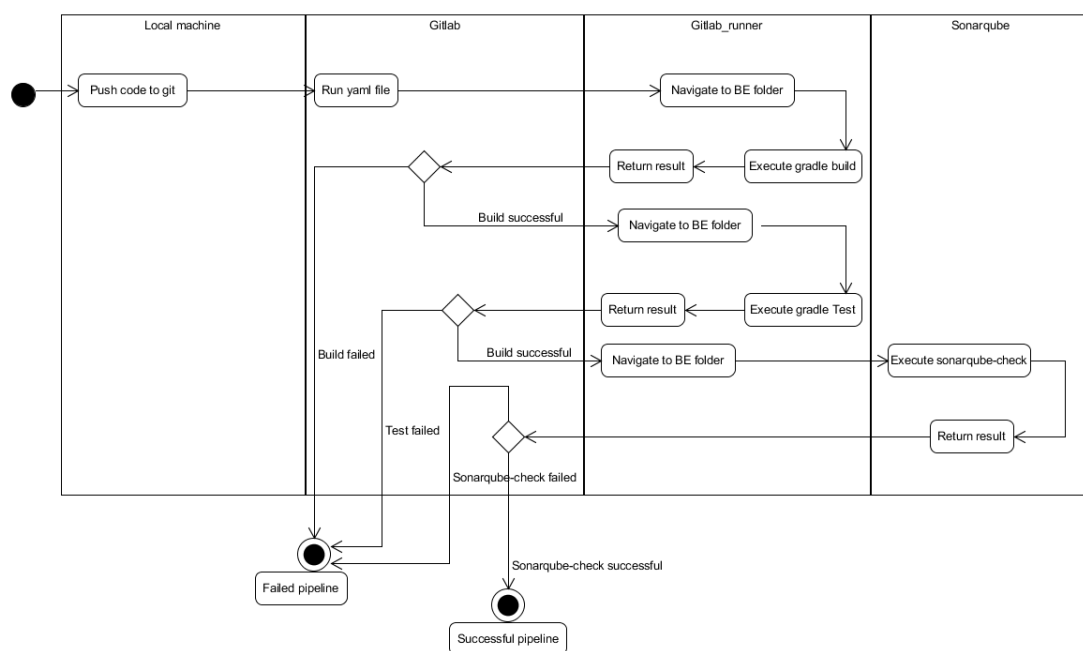 Local machine
Gitlab
Gitlab_runner
Sonarqube
Push code to git
Run yaml file
Navigate to BE folder
Return result
Execute gradle build
Build successful
Navigate to BE folder
Return result
Execute gradle Test
Build failed
Build successful
Navigate to BE folder
Execute sonarqube-check
Test failed
Return result
Sonarqube-check failed
Sonarqube-check successful
Failed pipeline
Successful pipeline